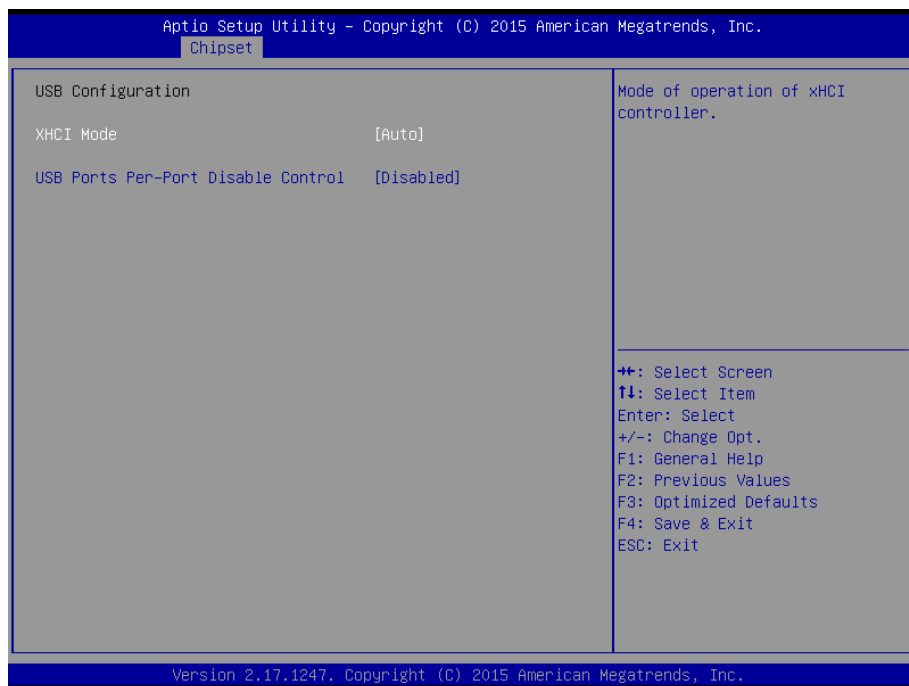 Aptio Setup Utility – Copyright (C) 2015 American Megatrends, Inc.
Chipset
USB Configuration
XHCI Mode [Auto]
USB Ports Per-Port Disable Control [Disabled]
Mode of operation of xHCI
controller.
→←: Select Screen
↑↓: Select Item
Enter: Select
+/-: Change Opt.
F1: General Help
F2: Previous Values
F3: Optimized Defaults
F4: Save & Exit
ESC: Exit
Version 2.17.1247. Copyright (C) 2015 American Megatrends, Inc.